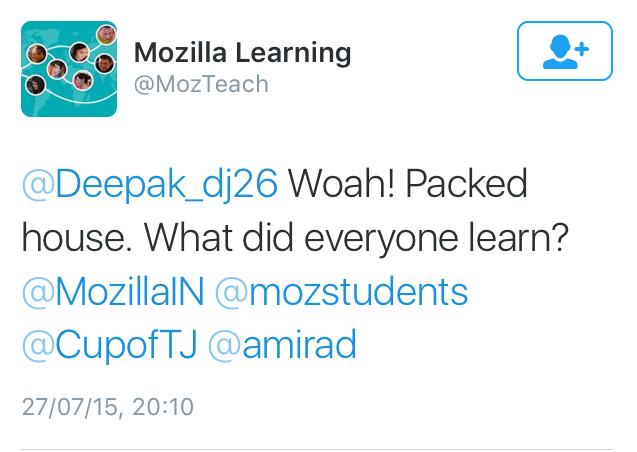 Mozilla Learning
@MozTeach
@Deepak_dj26 Woah! Packed
house. What did everyone learn?
@MozillaIN @mozstudents
@CupofTJ @amirad
27/07/15, 20:10